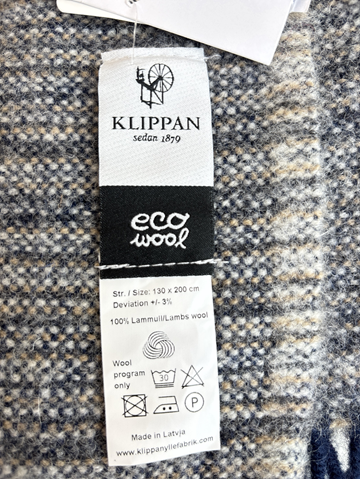 KLIPPAN
sedan 1879
eco
wool
Str. / Size: 130 x 200 cm
Deviation +/- 3%
100% Lammull/Lambs wool
Wool
program
only
30
P
Made in Latvja
www.klippanyllefabrik.com